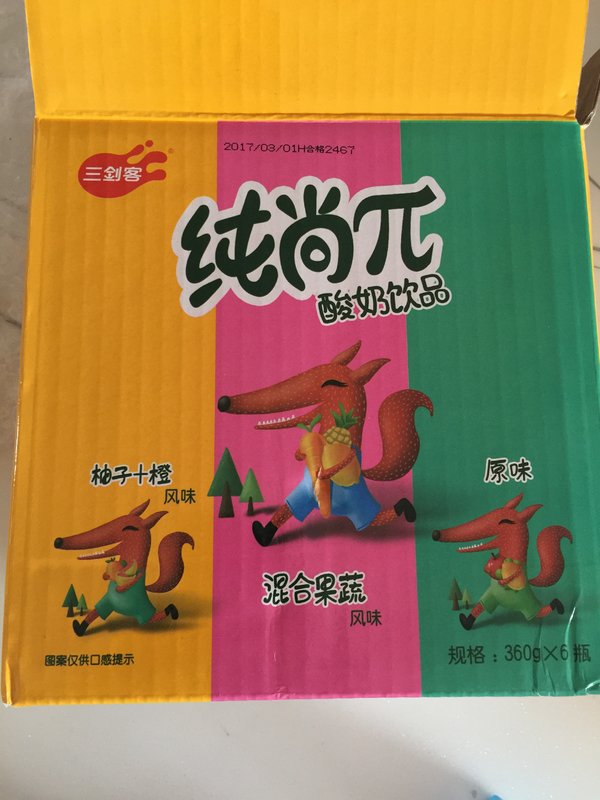 2017/03/01H合格2467
三剑客
纯尚π
酸奶饮品
柚子+橙
风味
原味
混合果蔬
风味
图案仅供口感提示
规格：360g×6瓶